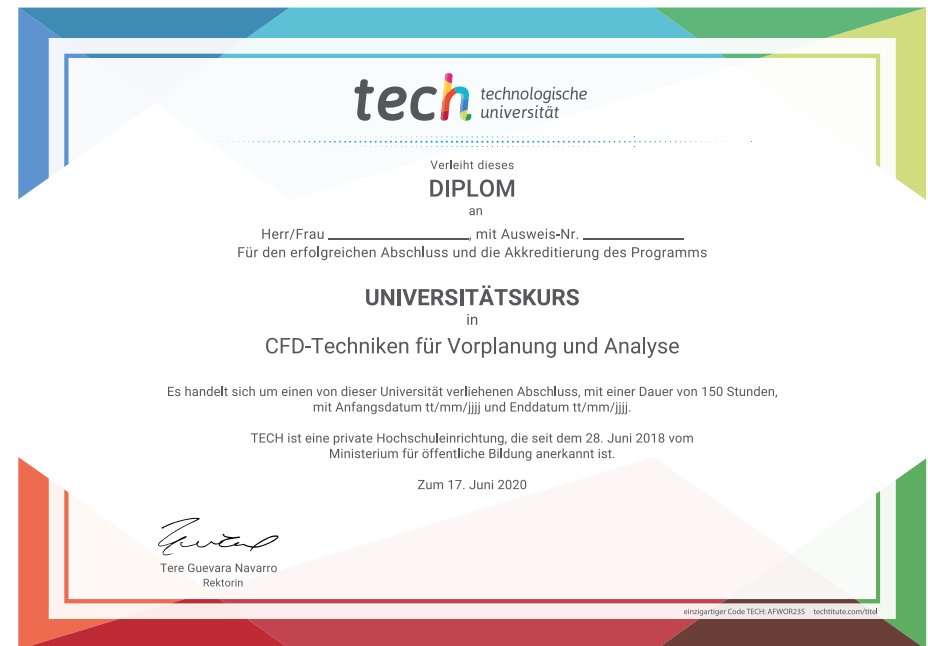 tech technologische
universität
Verleiht dieses
DIPLOM
an
Herr/Frau ____________________, mit Ausweis-Nr. ______________
Für den erfolgreichen Abschluss und die Akkreditierung des Programms
UNIVERSITÄTSKURS
in
CFD-Techniken für Vorplanung und Analyse
Es handelt sich um einen von dieser Universität verliehenen Abschluss, mit einer Dauer von 150 Stunden,
mit Anfangsdatum tt/mm/jjjj und Enddatum tt/mm/jjjj.
TECH ist eine private Hochschuleinrichtung, die seit dem 28. Juni 2018 vom
Ministerium für öffentliche Bildung anerkannt ist.
Zum 17. Juni 2020
Tere Guevara Navarro
Rektorin
einzigartiger Code TECH: AFWOR23S techtitute.com/titel